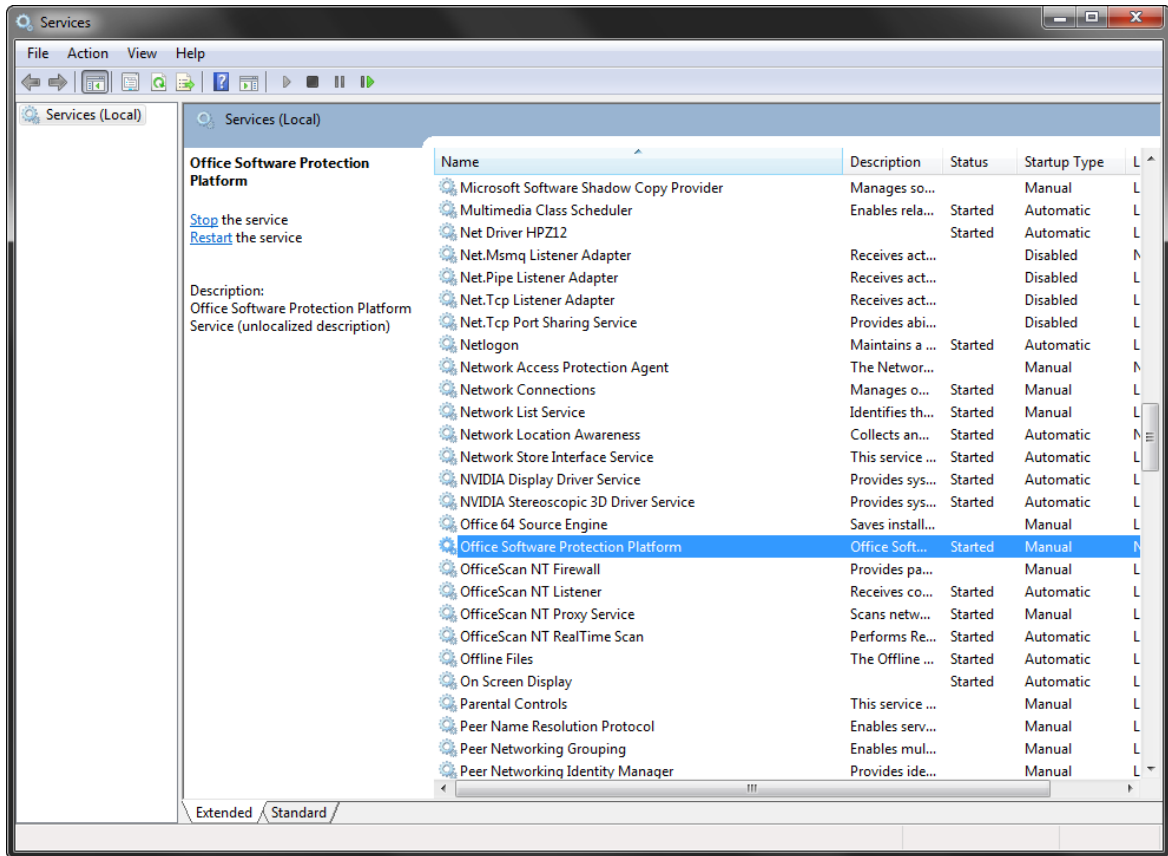 Services
File Action View Help
Services (Local)
Services (Local)
Office Software Protection
Platform
Stop the service
Restart the service
Description:
Office Software Protection Platform
Service (unlocalized description)
Name Description Status Startup Type L
Microsoft Software Shadow Copy Provider Manages so... Manual L
Multimedia Class Scheduler Enables rela... Started Automatic L
Net Driver HPZ12 Started Automatic L
Net.Msmq Listener Adapter Receives act... Disabled N
Net.Pipe Listener Adapter Receives act... Disabled L
Net.Tcp Listener Adapter Receives act... Disabled L
Net.Tcp Port Sharing Service Provides abi... Disabled L
Netlogon Maintains a ... Started Automatic L
Network Access Protection Agent The Networ... Manual N
Network Connections Manages o... Started Manual L
Network List Service Identifies th... Started Manual L
Network Location Awareness Collects an... Started Automatic N
Network Store Interface Service This service ... Started Automatic L
NVIDIA Display Driver Service Provides sys... Started Automatic L
NVIDIA Stereoscopic 3D Driver Service Provides sys... Started Automatic L
Office 64 Source Engine Saves install... Manual L
Office Software Protection Platform Office Soft... Started Manual N
OfficeScan NT Firewall Provides pa... Manual L
OfficeScan NT Listener Receives co... Started Automatic L
OfficeScan NT Proxy Service Scans netw... Started Manual L
OfficeScan NT RealTime Scan Performs Re... Started Automatic L
Offline Files The Offline ... Started Automatic L
On Screen Display Started Automatic L
Parental Controls This service ... Manual L
Peer Name Resolution Protocol Enables serv... Manual L
Peer Networking Grouping Enables mul... Manual L
Peer Networking Identity Manager Provides ide... Manual L
Extended Standard